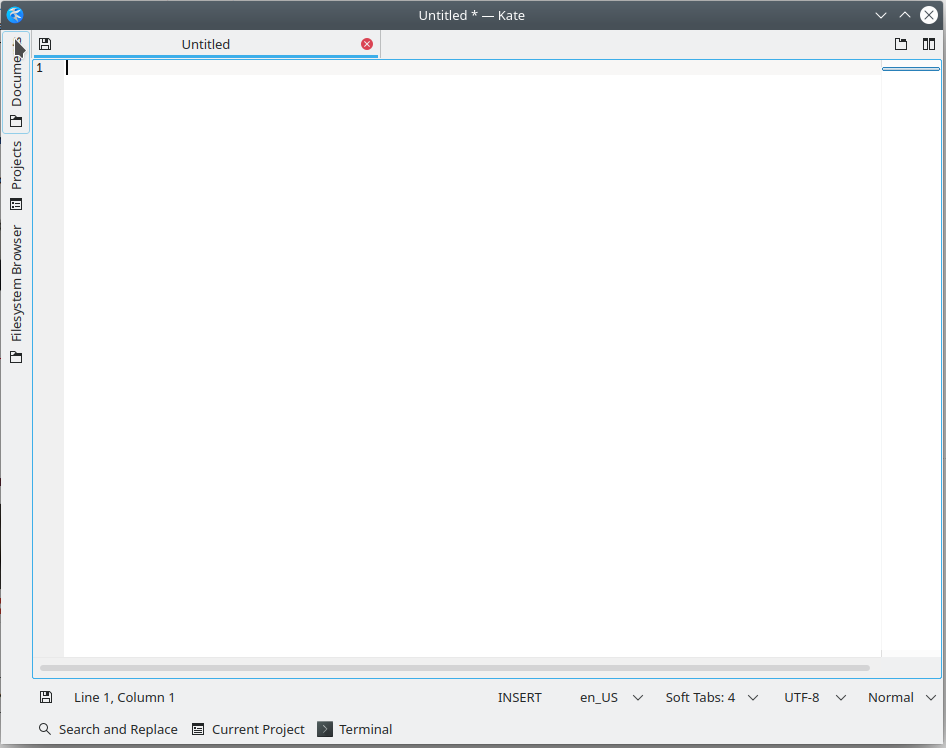 Untitled * — Kate
Untitled
1
Projects
Filesystem Browser
Line 1, Column 1
INSERT
en_US
Soft Tabs: 4
UTF-8
Normal
Search and Replace
Current Project
Terminal